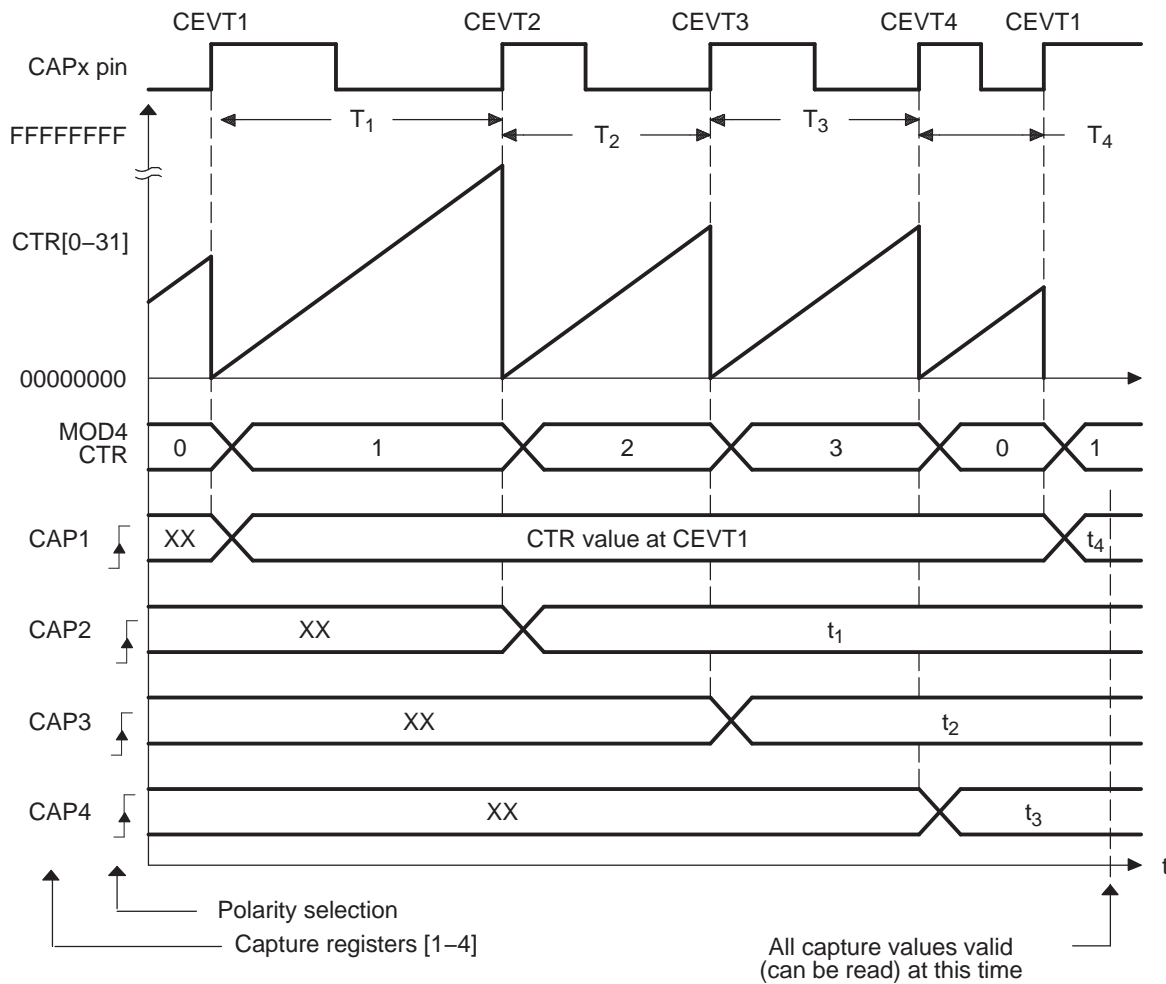 CEVT1 CEVT2 CEVT3 CEVT4 CEVT1
CAPx pin
T1 T2 T3 T4
FFFFFFFF
CTR[0–31]
00000000
MOD4
CTR
0 1 2 3 0 1
CAP1 XX CTR value at CEVT1 t4
CAP2 XX t1
CAP3 XX t2
CAP4 XX t3
t
Polarity selection
Capture registers [1–4]
All capture values valid
(can be read) at this time